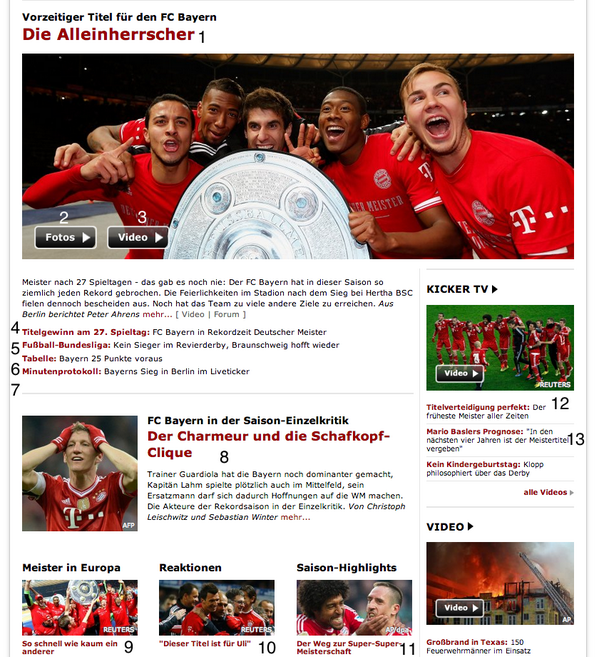 Vorzeitiger Titel für den FC Bayern
Die Alleinherrscher 1
2 3
Fotos Video
Meister nach 27 Spieltagen - das gab es noch nie: Der FC Bayern hat in dieser Saison so
ziemlich jeden Rekord gebrochen. Die Feierlichkeiten im Stadion nach dem Sieg bei Hertha BSC
fielen dennoch bescheiden aus. Noch hat das Team zu viele andere Ziele zu erreichen. Aus
Berlin berichtet Peter Ahrens mehr... [ Video | Forum ]
4 Titelgewinn am 27. Spieltag: FC Bayern in Rekordzeit Deutscher Meister
5 Fußball-Bundesliga: Kein Sieger im Revierderby, Braunschweig hofft wieder
Tabelle: Bayern 25 Punkte voraus
6 Minutenprotokoll: Bayerns Sieg in Berlin im Liveticker
7
FC Bayern in der Saison-Einzelkritik
Der Charmeur und die Schafkopf-
Clique 8
Trainer Guardiola hat die Bayern noch dominanter gemacht,
Kapitän Lahm spielte plötzlich auch im Mittelfeld, sein
Ersatzmann darf sich dadurch Hoffnungen auf die WM machen.
Die Akteure der Rekordsaison in der Einzelkritik. Von Christoph
Leischwitz und Sebastian Winter mehr...
AFP
Meister in Europa
REUTERS
So schnell wie kaum ein
anderer 9
Reaktionen
REUTERS
"Dieser Titel ist für Uli" 10
Saison-Highlights
AP/dpa
Der Weg zur Super-Super-
Meisterschaft 11
KICKER TV
Video
REUTERS
Titelverteidigung perfekt: Der
früheste Meister aller Zeiten 12
Mario Baslers Prognose: "In den
nächsten vier Jahren ist der Meistertitel 13
vergeben"
Kein Kindergeburtstag: Klopp
philosophiert über das Derby
alle Videos
VIDEO
Video
AP
Großbrand in Texas: 150
Feuerwehrmänner im Einsatz